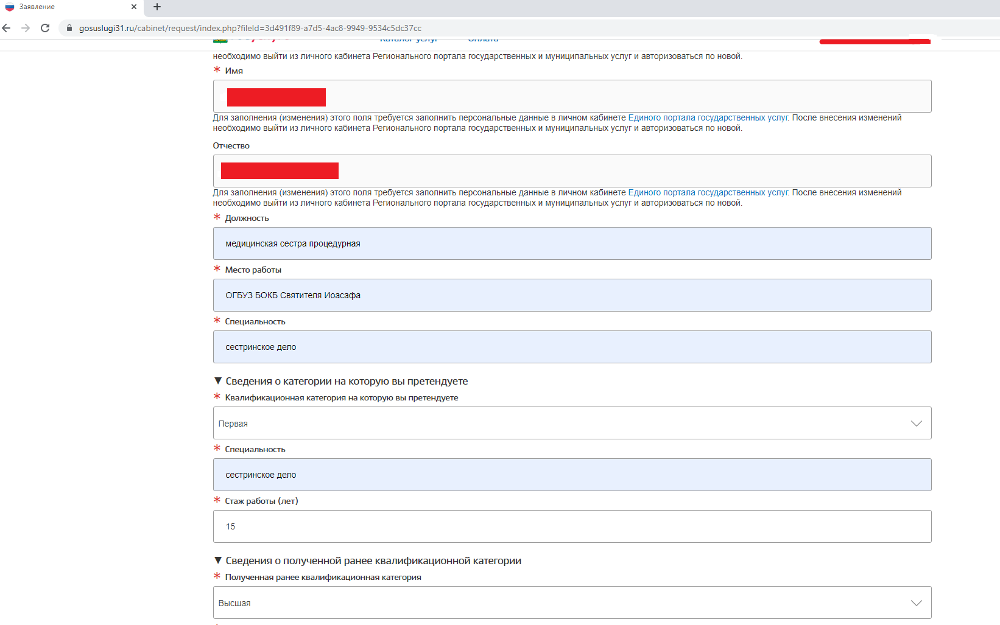 Заявление
gosuslugi31.ru/cabinet/request/index.php?fileId=3d491f89-a7d5-4ac8-9949-9534c5dc37cc
Каталог услуг Оплата
необходимо выйти из личного кабинета Регионального портала государственных и муниципальных услуг и авторизоваться по новой.
* Имя
Для заполнения (изменения) этого поля требуется заполнить персональные данные в личном кабинете Единого портала государственных услуг. После внесения изменений
необходимо выйти из личного кабинета Регионального портала государственных и муниципальных услуг и авторизоваться по новой.
Отчество
Для заполнения (изменения) этого поля требуется заполнить персональные данные в личном кабинете Единого портала государственных услуг. После внесения изменений
необходимо выйти из личного кабинета Регионального портала государственных и муниципальных услуг и авторизоваться по новой.
* Должность
медицинская сестра процедурная
* Место работы
ОГБУЗ БОКБ Святителя Иоасафа
* Специальность
сестринское дело
▼ Сведения о категории на которую вы претендуете
* Квалификационная категория на которую вы претендуете
Первая
* Специальность
сестринское дело
* Стаж работы (лет)
15
▼ Сведения о полученной ранее квалификационной категории
* Полученная ранее квалификационная категория
Высшая